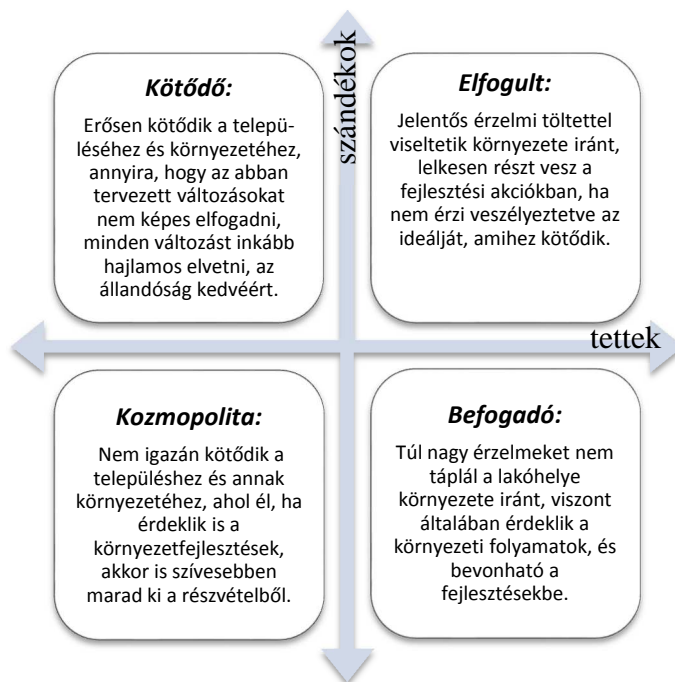 szándékok
Kötődő:
Erősen kötődik a telepü-
léséhez és környezetéhez,
annyira, hogy az abban
tervezett változásokat
nem képes elfogadni,
minden változást inkább
hajlamos elvetni, az
állandóság kedvéért.
Elfogult:
Jelentős érzelmi töltettel
viseltetik környezete iránt,
lelkesen részt vesz a
fejlesztési akciókban, ha
nem érzi veszélyeztetve az
ideálját, amihez kötődik.
tettek
Kozmopolita:
Nem igazán kötődik a
településhez és annak
környezetéhez, ahol él, ha
érdeklik is a
környezetfejlesztések,
akkor is szívesebben
marad ki a részvételből.
Befogadó:
Túl nagy érzelmeket nem
táplál a lakóhelye
környezete iránt, viszont
általában érdeklik a
környezeti folyamatok, és
bevonható a
fejlesztésekbe.